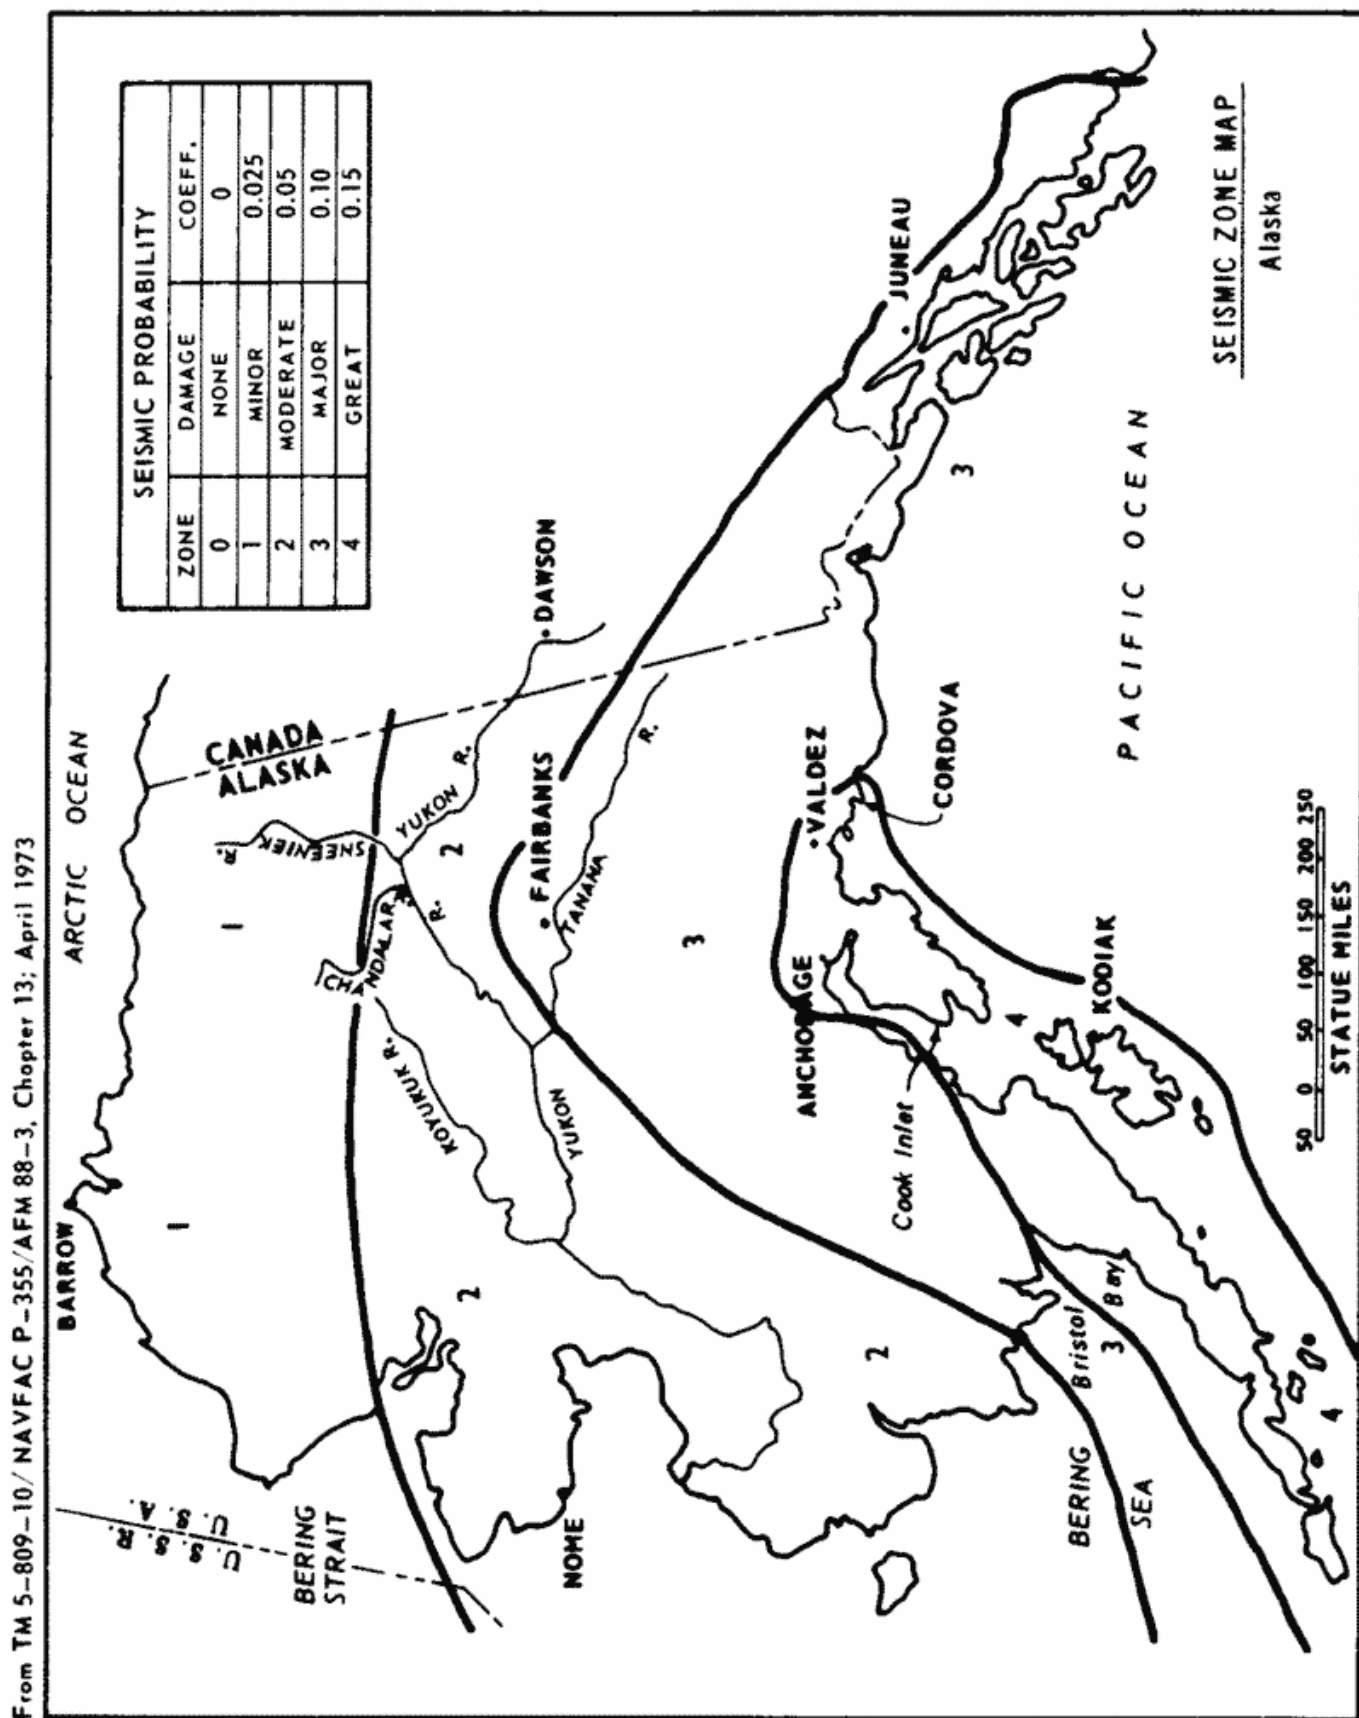 From TM 5-809-10/ NAVFAC P-355/AFM 88-3, Chopter 13; April 1973
SEISMIC PROBABILITY
ZONE DAMAGE COEFF.
0 NONE 0
1 MINOR 0.025
2 MODERATE 0.05
3 MAJOR 0.10
4 GREAT 0.15
BARROW
ARCTIC OCEAN
U. S. S. R.
U. S. A.
BERING
STRAIT
1
1
CANADA
ALASKA
SHEENIEK R.
CHANDALAR R.
KOYUKUK R.
YUKON R.
YUKON
2
2
2
DAWSON
FAIRBANKS
TANANA R.
NOME
3
ANCHORAGE
VALDEZ
CORDOVA
JUNEAU
Cook Inlet
KODIAK
4
3
Bristol Bay
3
BERING
SEA
4
PACIFIC OCEAN
50 0 50 100 150 200 250
STATUE MILES
SEISMIC ZONE MAP
Alaska